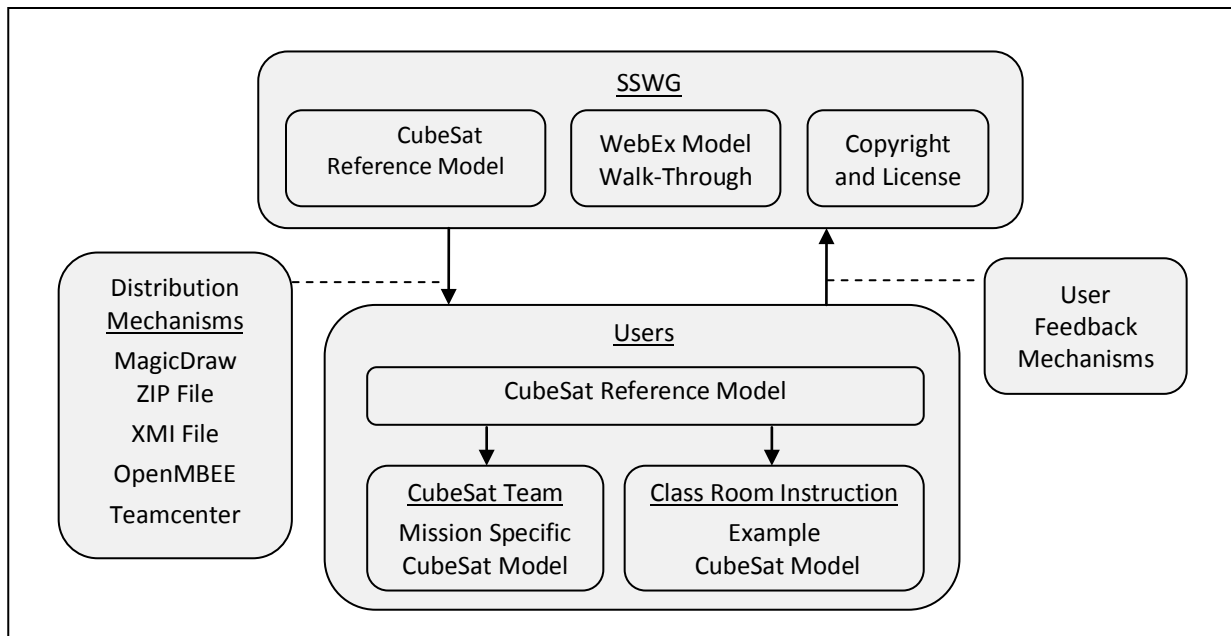 SSWG
CubeSat
Reference Model
WebEx Model
Walk-Through
Copyright
and License
Distribution
Mechanisms
MagicDraw
ZIP File
XMI File
OpenMBEE
Teamcenter
User
Feedback
Mechanisms
Users
CubeSat Reference Model
CubeSat Team
Mission Specific
CubeSat Model
Class Room Instruction
Example
CubeSat Model